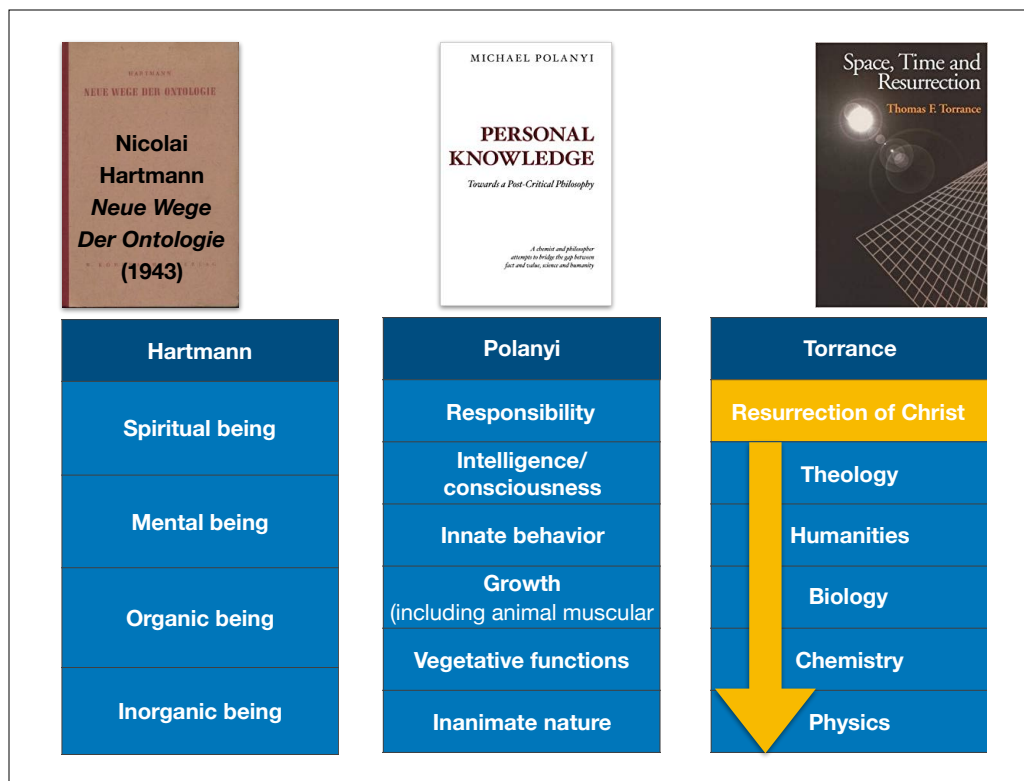 HARTMANN
NEUE WEGE DER ONTOLOGIE
Nicolai
Hartmann
Neue Wege
Der Ontologie
(1943)
MICHAEL POLANYI
PERSONAL
KNOWLEDGE
Towards a Post-Critical Philosophy
A chemist and philosopher
attempts to bridge the gap between
fact and value, science and humanity
Space, Time and
Resurrection
Thomas F. Torrance
Hartmann
Spiritual being
Mental being
Organic being
Inorganic being
Polanyi
Responsibility
Intelligence/
consciousness
Innate behavior
Growth
(including animal muscular
Vegetative functions
Inanimate nature
Torrance
Resurrection of Christ
Theology
Humanities
Biology
Chemistry
Physics